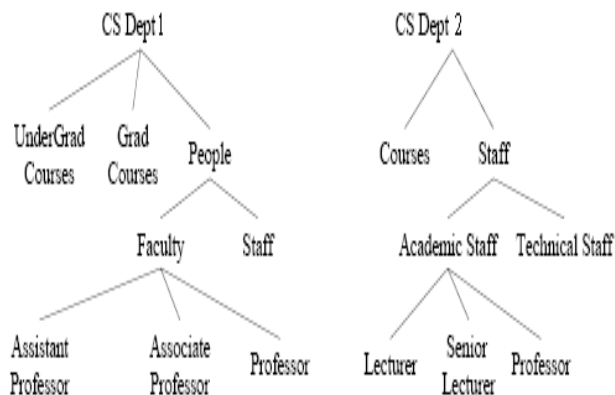 CS Dept1 CS Dept 2
UnderGrad Grad
Courses Courses People Courses Staff
Faculty Staff Academic Staff Technical Staff
Assistant Associate Professor Lecturer Senior Professor
Professor Professor Lecturer